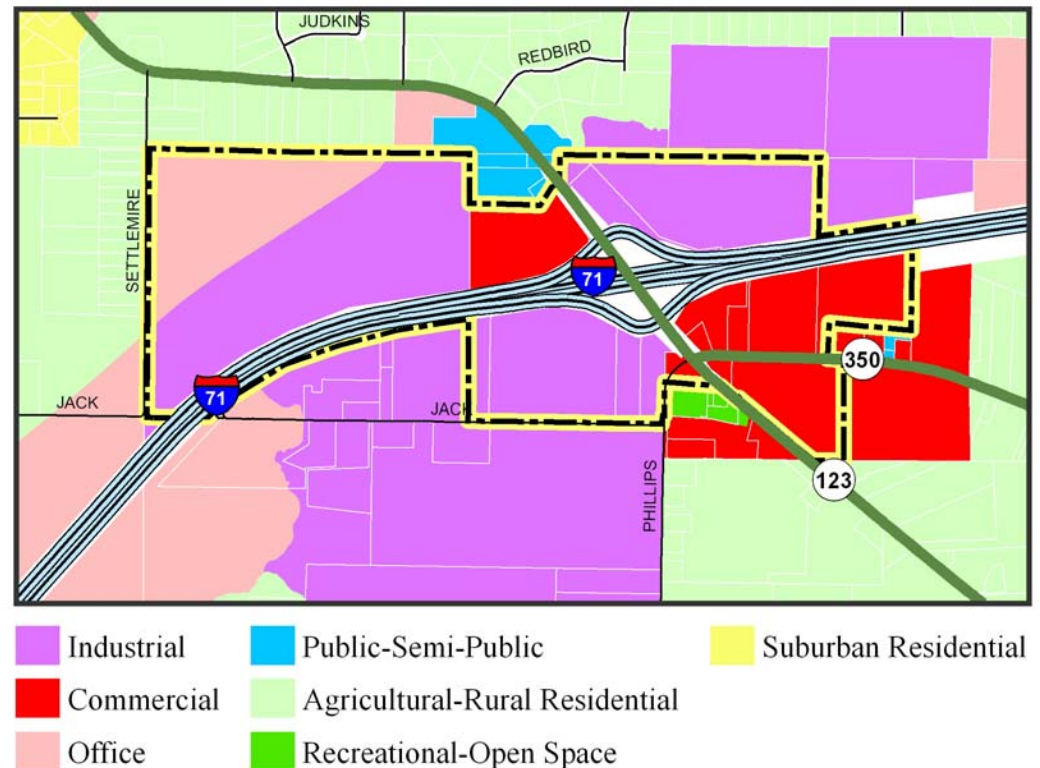 JUDKINS
REDBIRD
SETTLEMIRE
71
350
71
JACK
JACK
PHILLIPS
123
Industrial
Public-Semi-Public
Suburban Residential
Commercial
Agricultural-Rural Residential
Office
Recreational-Open Space